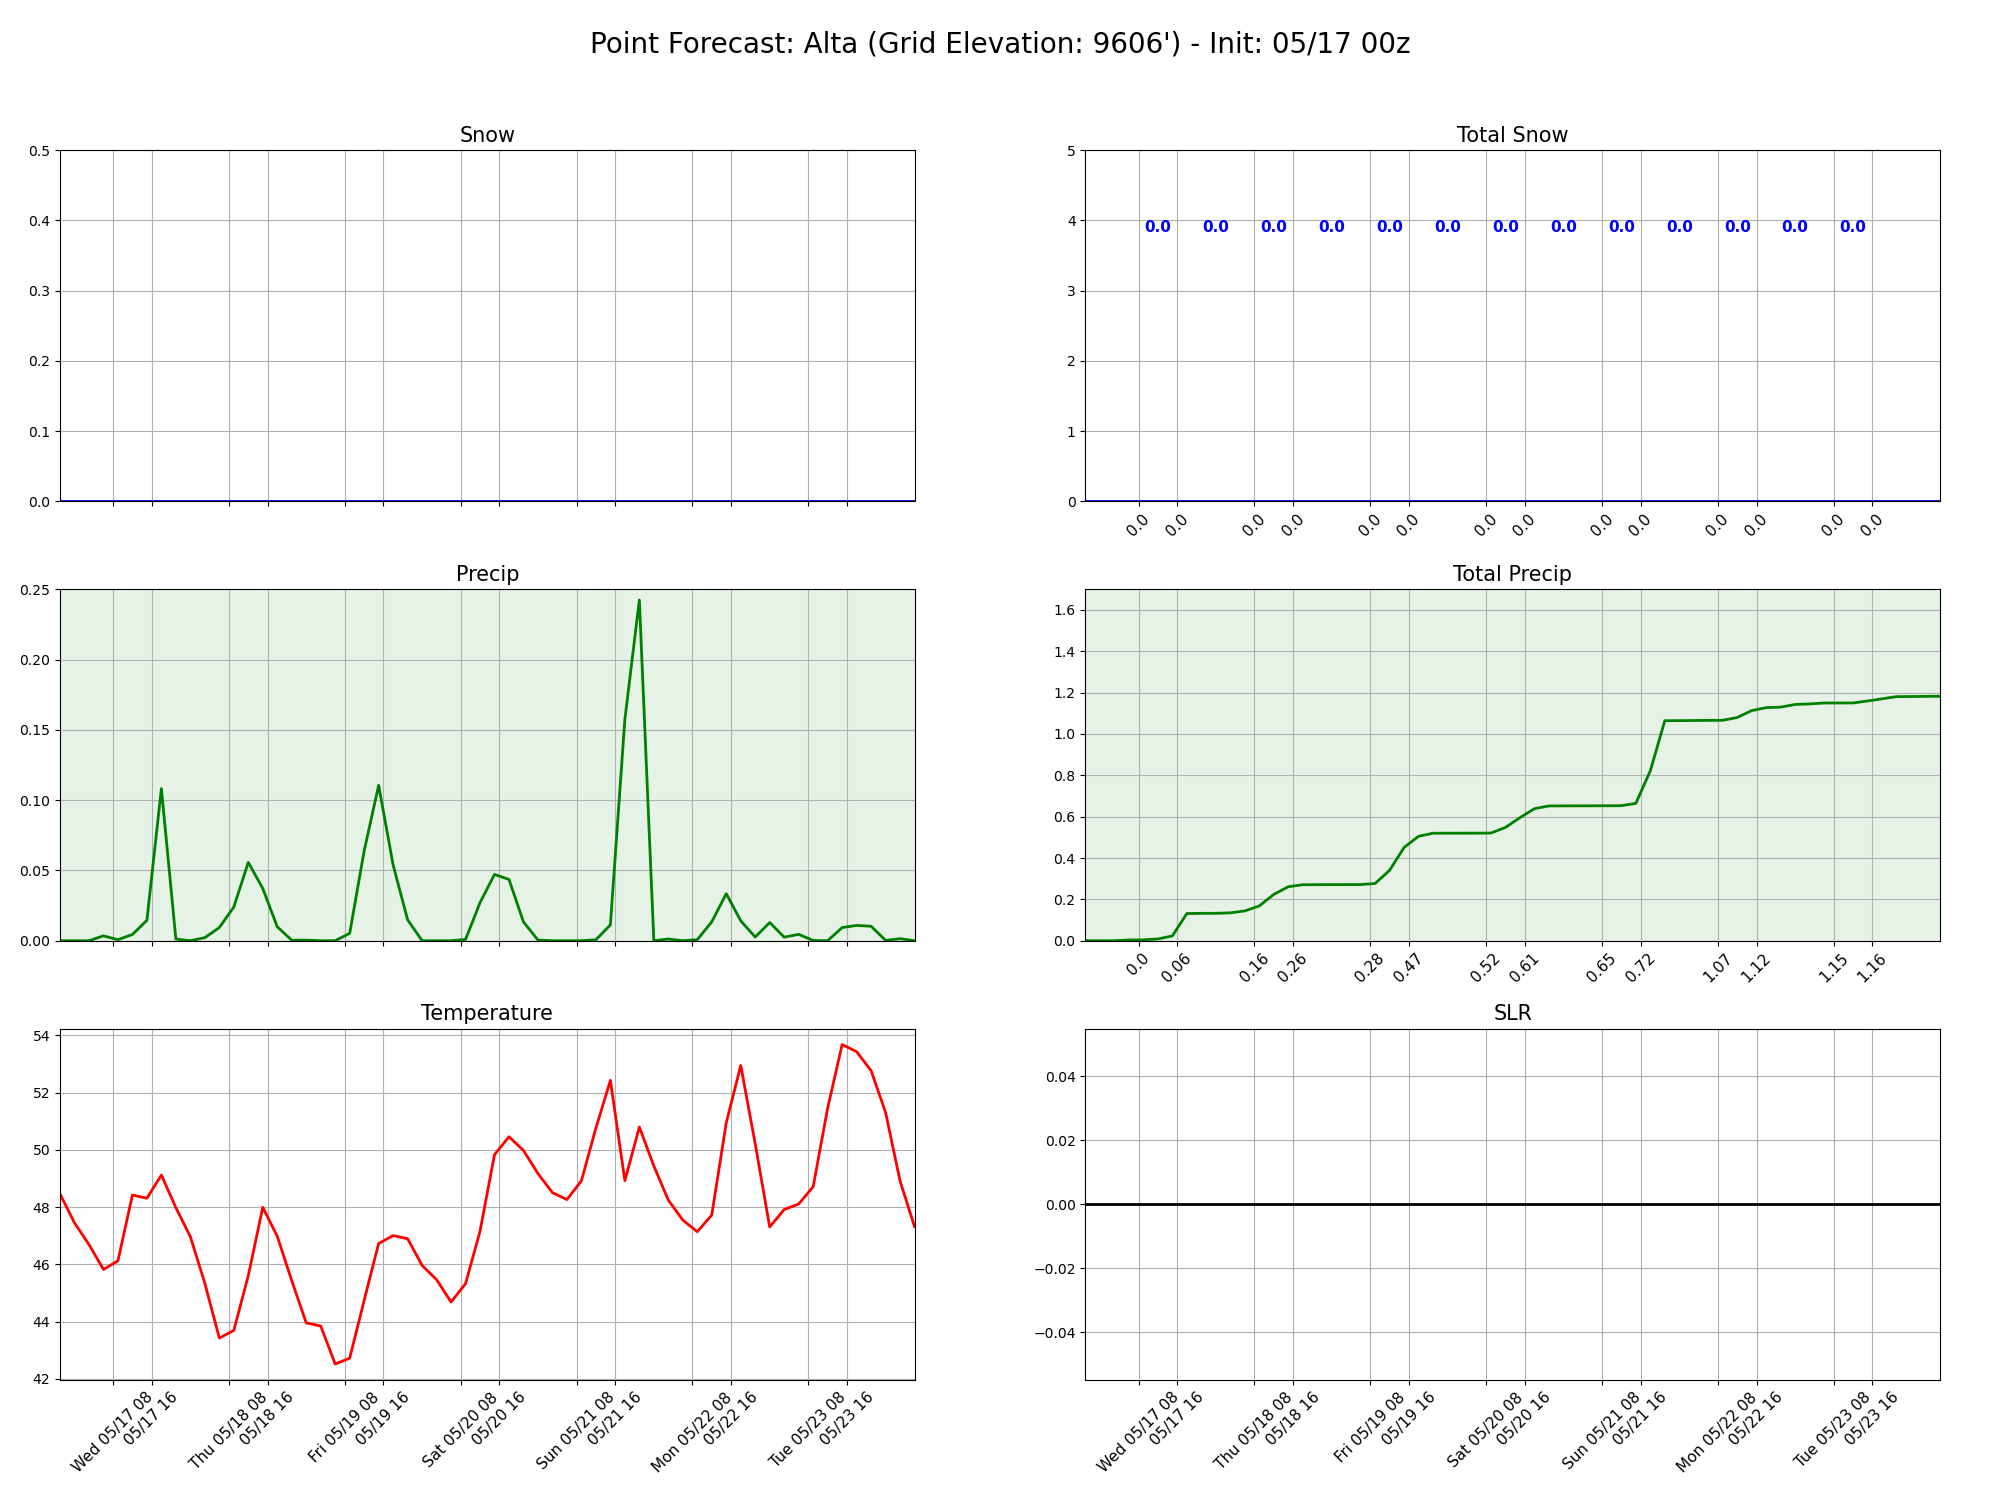 Point Forecast: Alta (Grid Elevation: 9606') - Init: 05/17 00z
Snow
0.5
0.4
0.3
0.2
0.1
0.0
Total Snow
5
4
3
2
1
0
0.0 0.0 0.0 0.0 0.0 0.0 0.0 0.0 0.0 0.0 0.0 0.0 0.0
0.0 0.0 0.0 0.0 0.0 0.0 0.0 0.0 0.0 0.0 0.0 0.0 0.0 0.0
Precip
0.25
0.20
0.15
0.10
0.05
0.00
Total Precip
1.6
1.4
1.2
1.0
0.8
0.6
0.4
0.2
0.0
0.0 0.06 0.16 0.26 0.28 0.47 0.52 0.61 0.65 0.72 1.07 1.12 1.15 1.16
Temperature
54
52
50
48
46
44
42
Wed 05/17 08
05/17 16
Thu 05/18 08
05/18 16
Fri 05/19 08
05/19 16
Sat 05/20 08
05/20 16
Sun 05/21 08
05/21 16
Mon 05/22 08
05/22 16
Tue 05/23 08
05/23 16
SLR
0.04
0.02
0.00
−0.02
−0.04
Wed 05/17 08
05/17 16
Thu 05/18 08
05/18 16
Fri 05/19 08
05/19 16
Sat 05/20 08
05/20 16
Sun 05/21 08
05/21 16
Mon 05/22 08
05/22 16
Tue 05/23 08
05/23 16